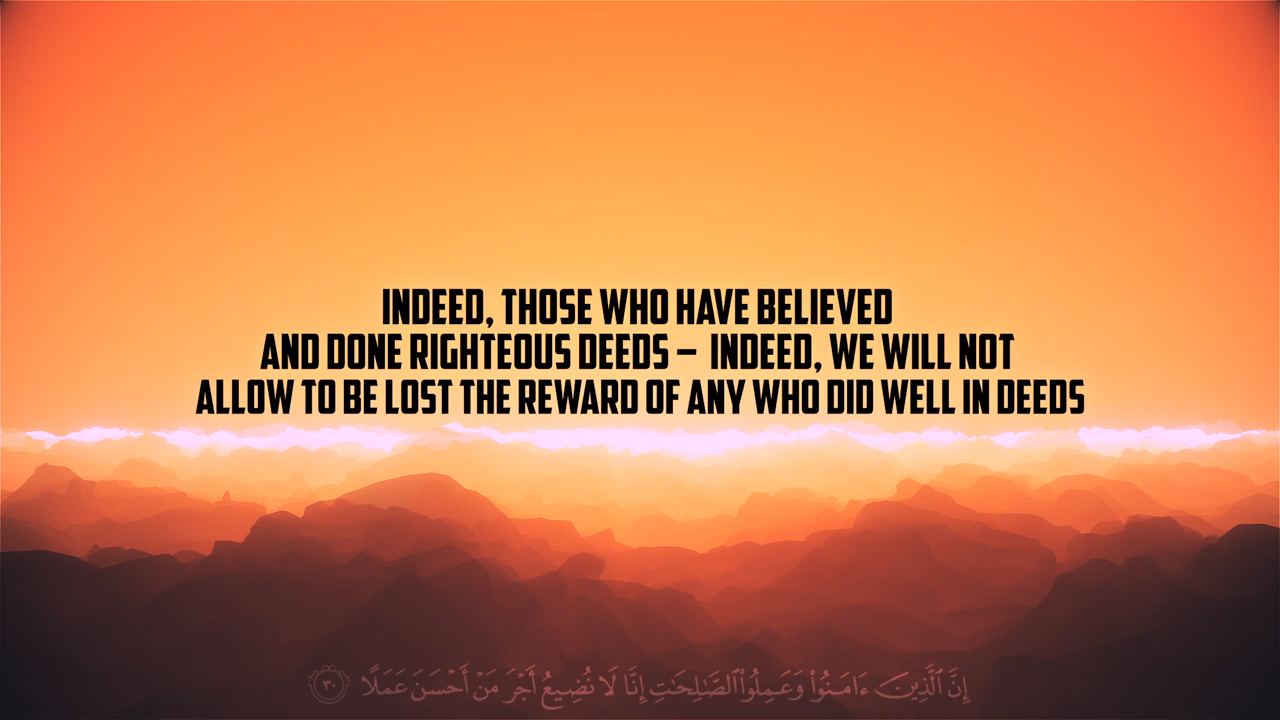 INDEED, THOSE WHO HAVE BELIEVED
AND DONE RIGHTEOUS DEEDS – INDEED, WE WILL NOT
ALLOW TO BE LOST THE REWARD OF ANY WHO DID WELL IN DEEDS
إِنَّ ٱلَّذِينَ ءَامَنُوا۟ وَعَمِلُوا۟ ٱلصَّـٰلِحَـٰتِ إِنَّا لَا نُضِيعُ أَجْرَ مَنْ أَحْسَنَ عَمَلًا ٣٠